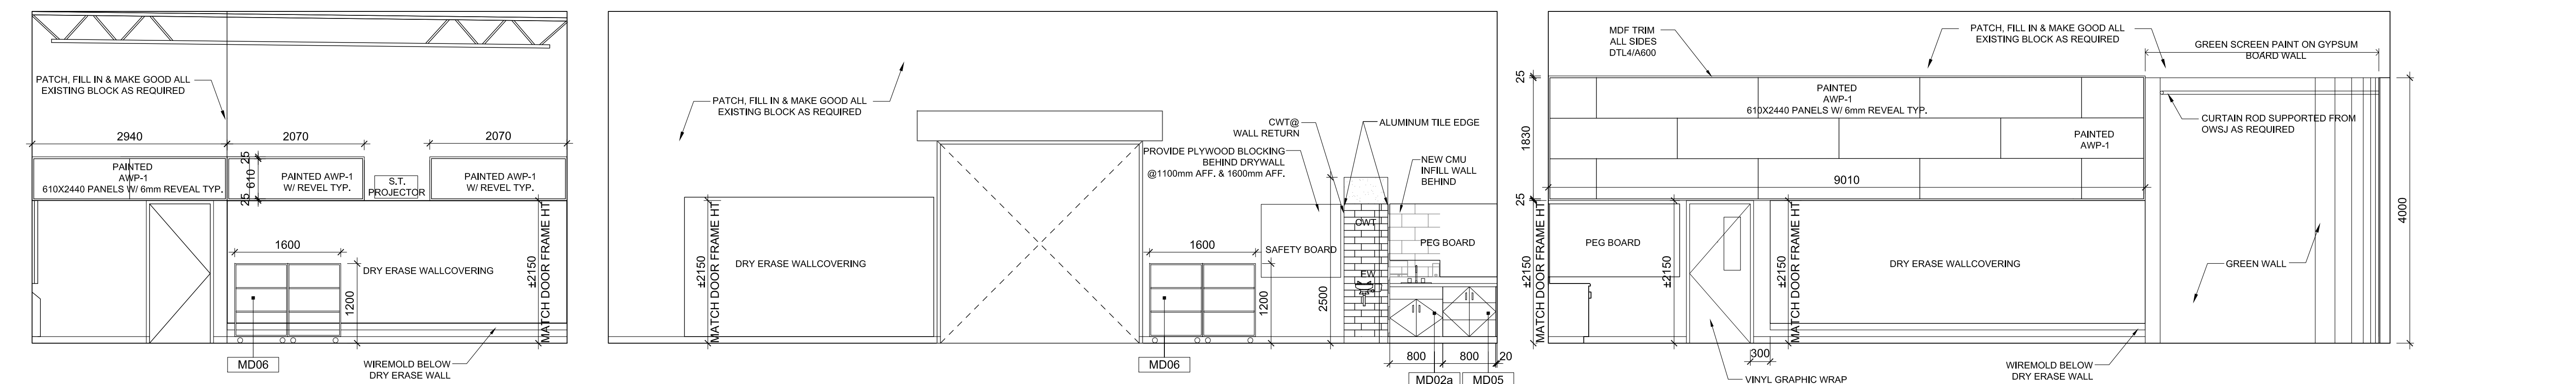 PATCH, FILL IN & MAKE GOOD ALL
EXISTING BLOCK AS REQUIRED
2940
2070
2070
PAINTED
AWP-1
610X2440 PANELS W/ 6mm REVEAL TYP.
25
610
25
PAINTED AWP-1
W/ REVEL TYP.
S.T.
PROJECTOR
PAINTED AWP-1
W/ REVEL TYP.
1600
1200
DRY ERASE WALLCOVERING
±2150
MATCH DOOR FRAME HT
MD06
WIREMOLD BELOW
DRY ERASE WALL
PATCH, FILL IN & MAKE GOOD ALL
EXISTING BLOCK AS REQUIRED
±2150
MATCH DOOR FRAME HT
DRY ERASE WALLCOVERING
CWT@
WALL RETURN
PROVIDE PLYWOOD BLOCKING
BEHIND DRYWALL
@1100mm AFF. & 1600mm AFF.
ALUMINUM TILE EDGE
NEW CMU
INFILL WALL
BEHIND
1600
1200
SAFETY BOARD
2500
CWT
EW
PEG BOARD
MD06
800
800
20
MD02a
MD05
MDF TRIM
ALL SIDES
DTL4/A600
PATCH, FILL IN & MAKE GOOD ALL
EXISTING BLOCK AS REQUIRED
GREEN SCREEN PAINT ON GYPSUM
BOARD WALL
25
1830
25
PAINTED
AWP-1
610X2440 PANELS W/ 6mm REVEAL TYP.
PAINTED
AWP-1
9010
CURTAIN ROD SUPPORTED FROM
OWSJ AS REQUIRED
4000
±2150
MATCH DOOR FRAME HT
PEG BOARD
±2150
±2150
MATCH DOOR FRAME HT
DRY ERASE WALLCOVERING
GREEN WALL
300
VINYL GRAPHIC WRAP
WIREMOLD BELOW
DRY ERASE WALL